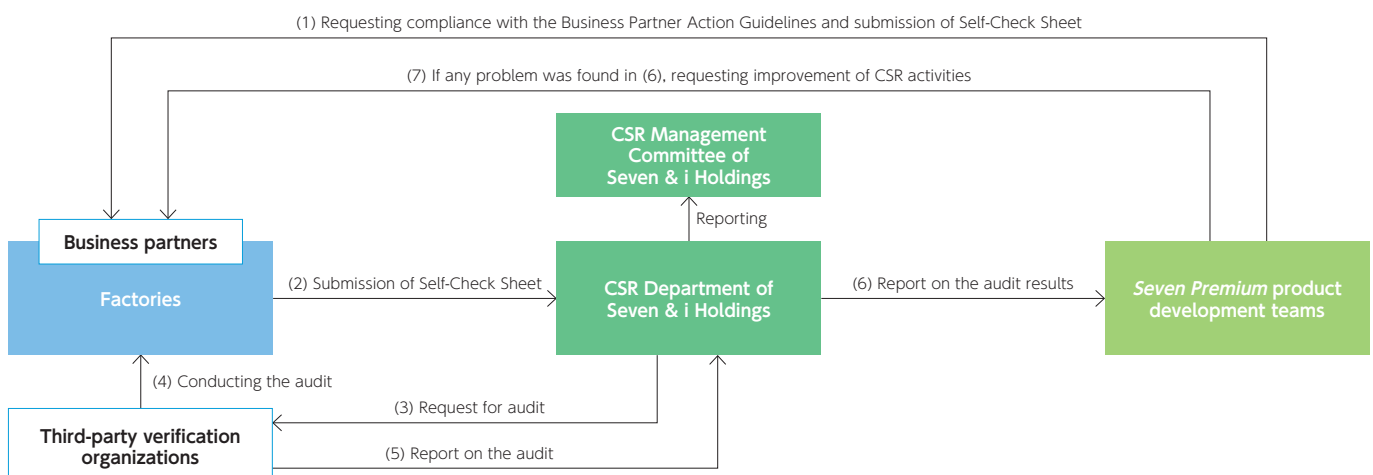 (1) Requesting compliance with the Business Partner Action Guidelines and submission of Self-Check Sheet
(7) If any problem was found in (6), requesting improvement of CSR activities
CSR Management
Committee of
Seven & i Holdings
Reporting
Business partners
Factories
(2) Submission of Self-Check Sheet
CSR Department of
Seven & i Holdings
(6) Report on the audit results
Seven Premium product
development teams
(4) Conducting the audit
(3) Request for audit
Third-party verification
organizations
(5) Report on the audit